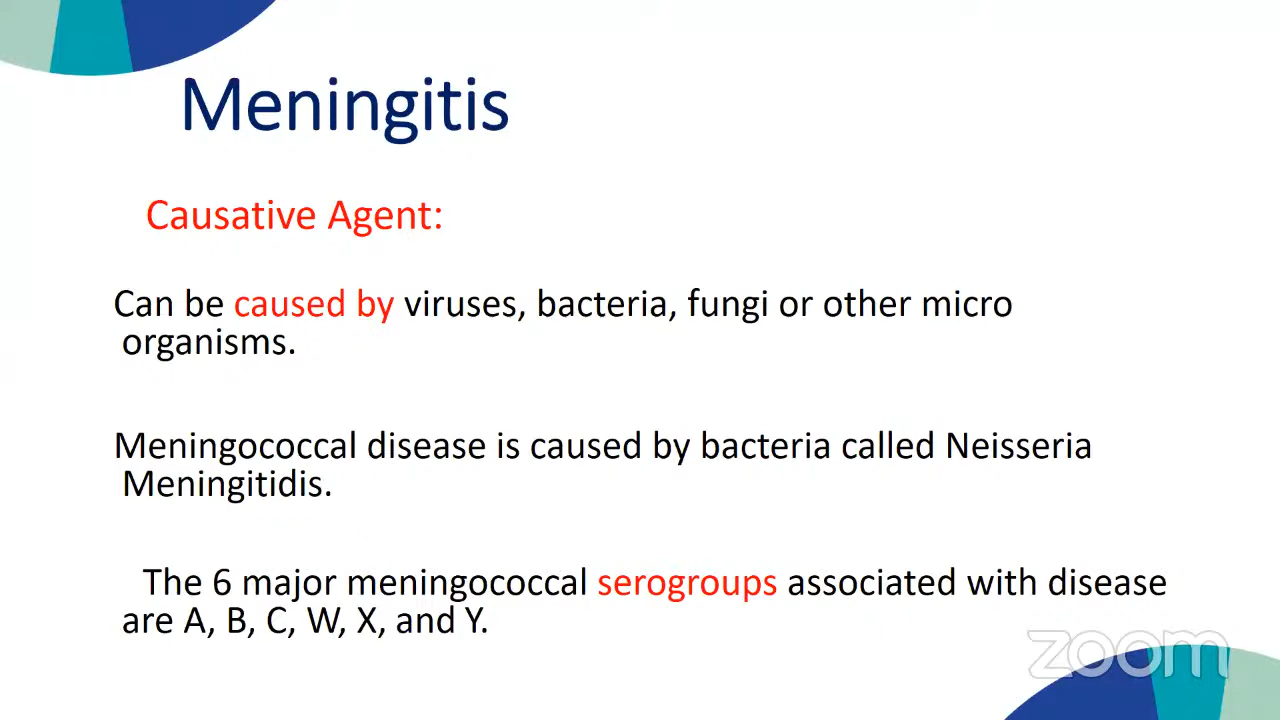 Meningitis
Causative Agent:
Can be caused by viruses, bacteria, fungi or other micro
organisms.
Meningococcal disease is caused by bacteria called Neisseria
Meningitidis.
The 6 major meningococcal serogroups associated with disease
are A, B, C, W, X, and Y.
zoom